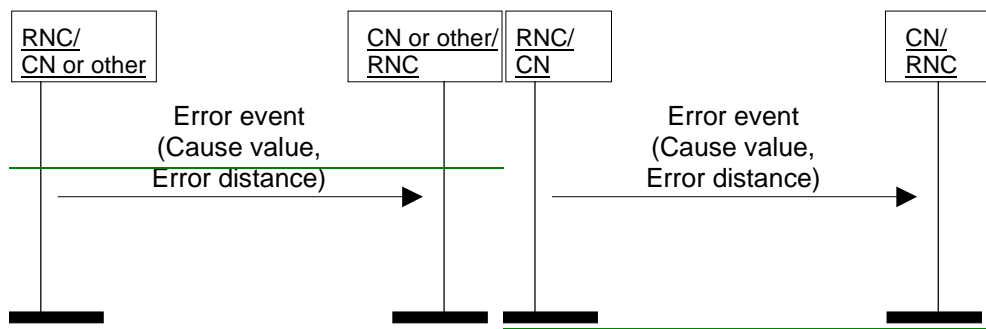 RNC/
CN or other
CN or other/
RNC
Error event
(Cause value,
Error distance)
RNC/
CN
CN/
RNC
Error event
(Cause value,
Error distance)